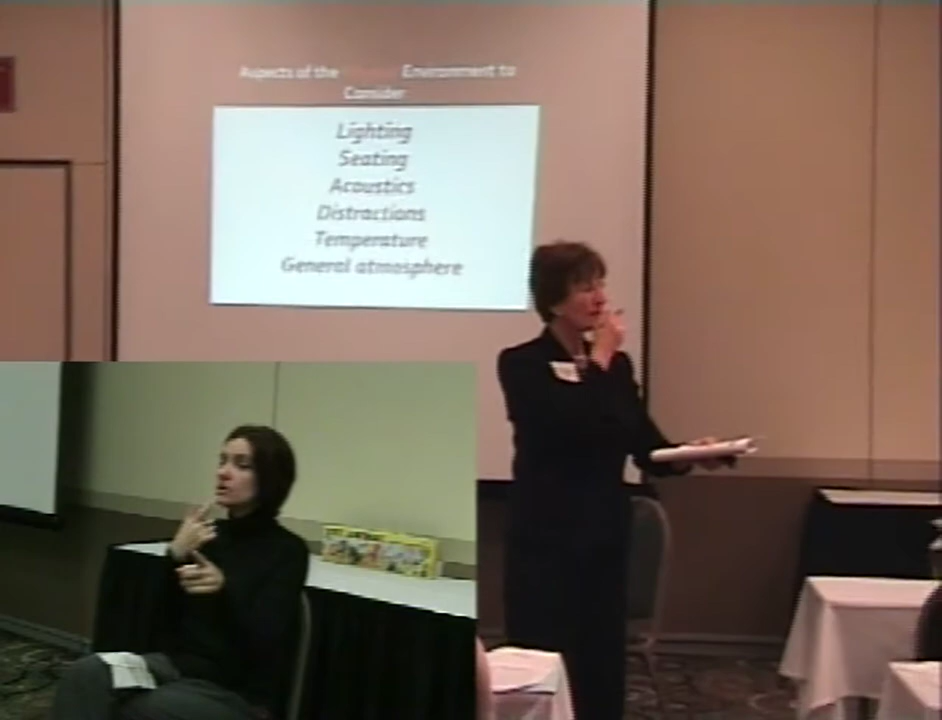 Aspects of the Environment to
Consider
Lighting
Seating
Acoustics
Distractions
Temperature
General atmosphere